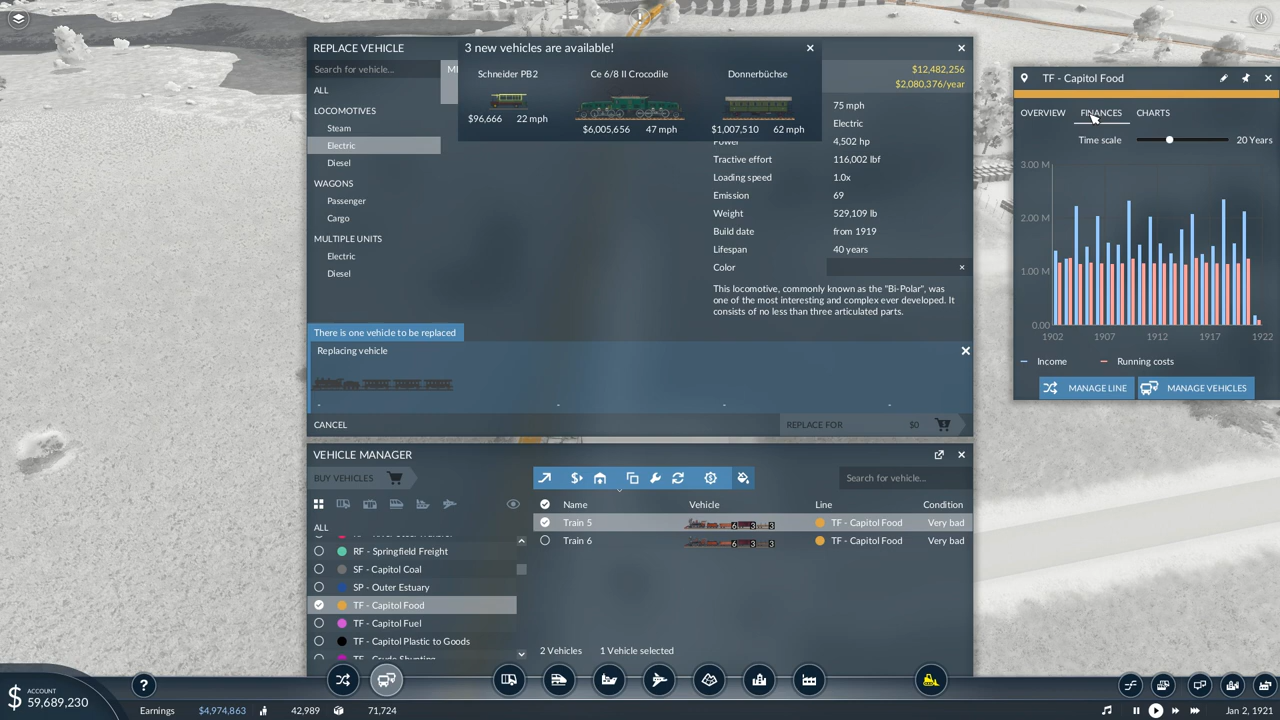 REPLACE VEHICLE
Search for vehicle...
ALL
LOCOMOTIVES
Steam
Electric
Diesel
WAGONS
Passenger
Cargo
MULTIPLE UNITS
Electric
Diesel
3 new vehicles are available!
Schneider PB2
Ce 6/8 II Crocodile
Donnerbüchse
$96,666 22 mph
$6,005,656 47 mph
$1,007,510 62 mph
$12,482,256
$2,080,376/year
75 mph
Electric
Power 4,502 hp
Tractive effort 116,002 lbf
Loading speed 1.0x
Emission 69
Weight 529,109 lb
Build date from 1919
Lifespan 40 years
Color
This locomotive, commonly known as the "Bi-Polar", was
one of the most interesting and complex ever developed. It
consists of no less than three articulated parts.
There is one vehicle to be replaced
Replacing vehicle
- - - -
CANCEL
REPLACE FOR $0
TF - Capitol Food
OVERVIEW FINANCES CHARTS
Time scale 20 Years
3.00 M
2.00 M
1.00 M
0.00
1902 1907 1912 1917 1922
Income Running costs
MANAGE LINE MANAGE VEHICLES
VEHICLE MANAGER
BUY VEHICLES
Search for vehicle...
ALL
RF - Springfield Freight
SF - Capitol Coal
SP - Outer Estuary
TF - Capitol Food
TF - Capitol Fuel
TF - Capitol Plastic to Goods
TF - Crude Shunting
Name Vehicle Line Condition
Train 5 6 3 3 TF - Capitol Food Very bad
Train 6 6 3 3 TF - Capitol Food Very bad
2 Vehicles 1 Vehicle selected
$ ACCOUNT
59,689,230
?
Earnings $4,974,863 42,989 71,724
Jan 2, 1921